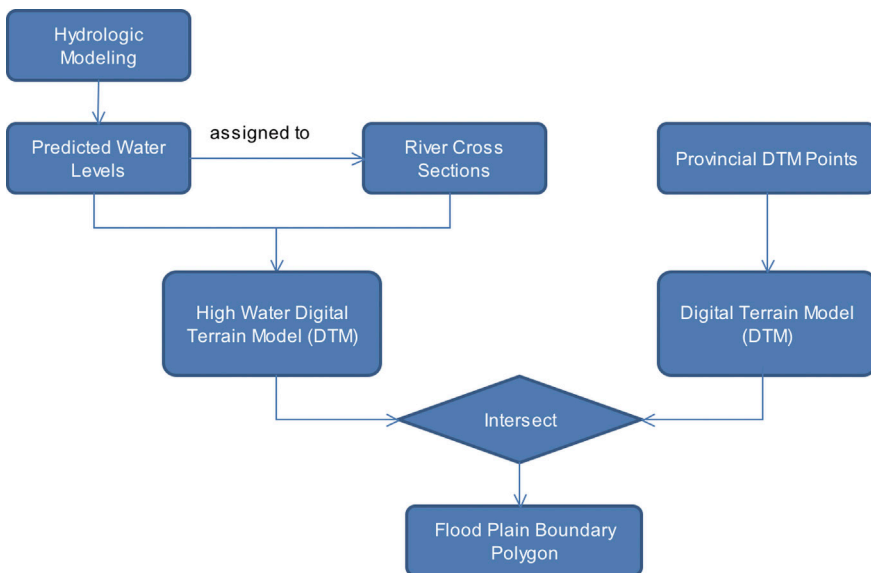 Hydrologic
Modeling
assigned to
Predicted Water
Levels
River Cross
Sections
Provincial DTM Points
High Water Digital
Terrain Model (DTM)
Digital Terrain Model
(DTM)
Intersect
Flood Plain Boundary
Polygon